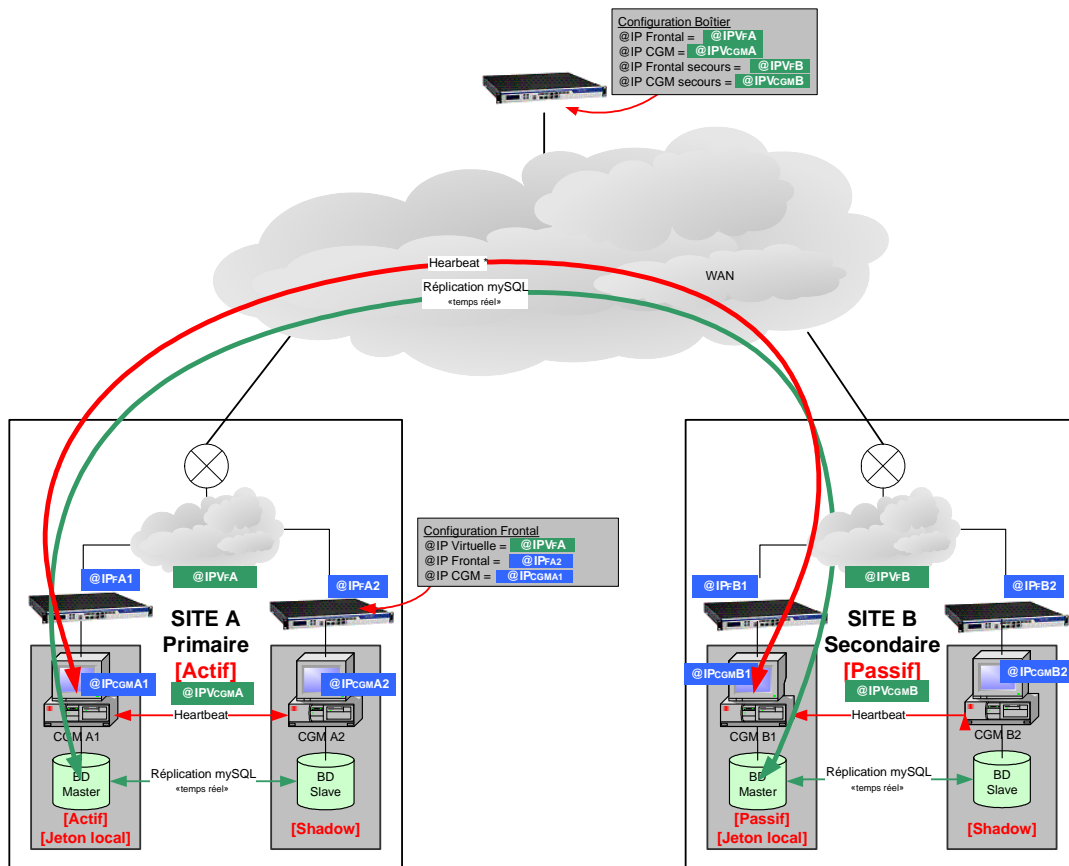 Configuration Boîtier
@IP Frontal = @IPVFA
@IP CGM = @IPVCGMA
@IP Frontal secours = @IPVFB
@IP CGM secours = @IPVCGMB
Hearbeat *
WAN
Réplication mySQL
«temps réel»
Configuration Frontal
@IP Virtuelle = @IPVFA
@IP Frontal = @IPFA2
@IP CGM = @IPCGMA1
@IPFA1
@IPVFA
@IPFA2
SITE A
Primaire
[Actif]
@IPCGMA1
@IPVCGMA
@IPCGMA2
Heartbeat
CGM A1
CGM A2
BD
Master
Réplication mySQL
«temps réel»
BD
Slave
[Actif]
[Jeton local]
[Shadow]
@IPFB1
@IPVFB
@IPFB2
SITE B
Secondaire
[Passif]
@IPCGMB1
@IPVCGMB
@IPCGMB2
Heartbeat
CGM B1
CGM B2
BD
Master
Réplication mySQL
«temps réel»
BD
Slave
[Passif]
[Jeton local]
[Shadow]